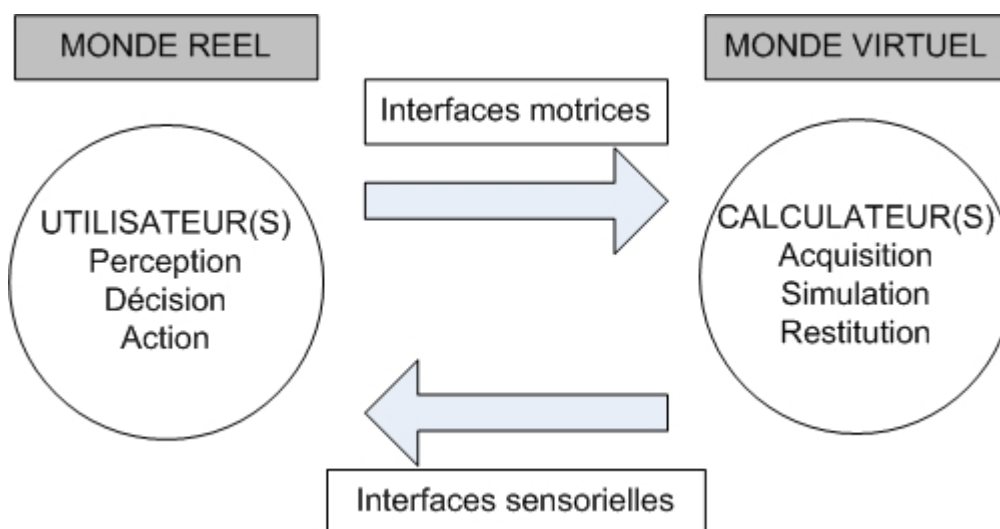 MONDE REEL
MONDE VIRTUEL
Interfaces motrices
UTILISATEUR(S)
Perception
Décision
Action
CALCULATEUR(S)
Acquisition
Simulation
Restitution
Interfaces sensorielles